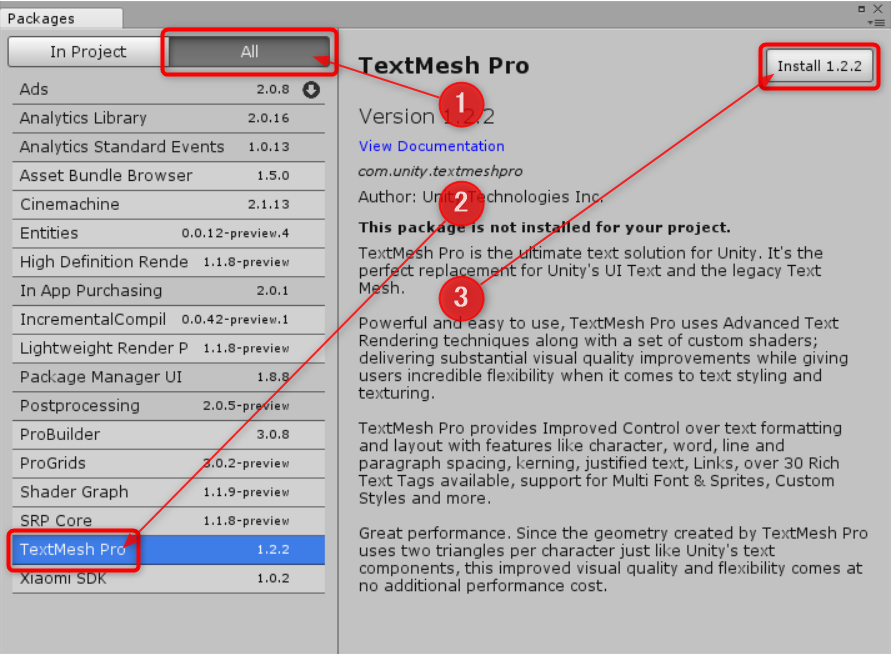 Packages
In Project
All
Ads 2.0.8
Analytics Library 2.0.16
Analytics Standard Events 1.0.13
Asset Bundle Browser 1.5.0
Cinemachine 2.1.13
Entities 0.0.12-preview.4
High Definition Rende 1.1.8-preview
In App Purchasing 2.0.1
IncrementalCompil 0.0.42-preview.1
Lightweight Render P 1.1.8-preview
Package Manager UI 1.8.8
Postprocessing 2.0.5-preview
ProBuilder 3.0.8
ProGrids 3.0.2-preview
Shader Graph 1.1.9-preview
SRP Core 1.1.8-preview
TextMesh Pro 1.2.2
Xiaomi SDK 1.0.2
TextMesh Pro
Install 1.2.2
1
Version 1.2.2
View Documentation
com.unity.textmeshpro
2
Author: Unity Technologies Inc.
This package is not installed for your project.
TextMesh Pro is the ultimate text solution for Unity. It's the
perfect replacement for Unity's UI Text and the legacy Text
Mesh.
3
Powerful and easy to use, TextMesh Pro uses Advanced Text
Rendering techniques along with a set of custom shaders;
delivering substantial visual quality improvements while giving
users incredible flexibility when it comes to text styling and
texturing.
TextMesh Pro provides Improved Control over text formatting
and layout with features like character, word, line and
paragraph spacing, kerning, justified text, Links, over 30 Rich
Text Tags available, support for Multi Font & Sprites, Custom
Styles and more.
Great performance. Since the geometry created by TextMesh Pro
uses two triangles per character just like Unity's text
components, this improved visual quality and flexibility comes at
no additional performance cost.